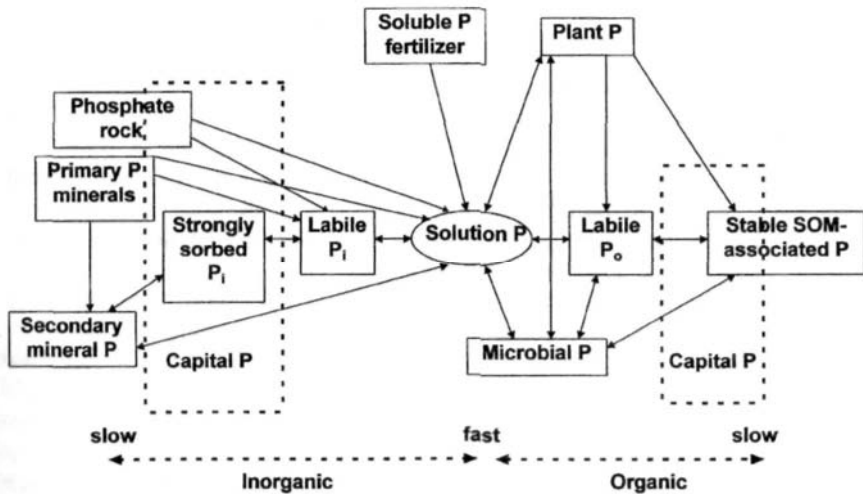 Soluble P
fertilizer
Plant P
Phosphate
rock
Primary P
minerals
Strongly
sorbed
Pi
Labile
Pi
Solution P
Labile
Po
Stable SOM-
associated P
Secondary
mineral P
Capital P
Microbial P
Capital P
slow
fast
slow
Inorganic
Organic